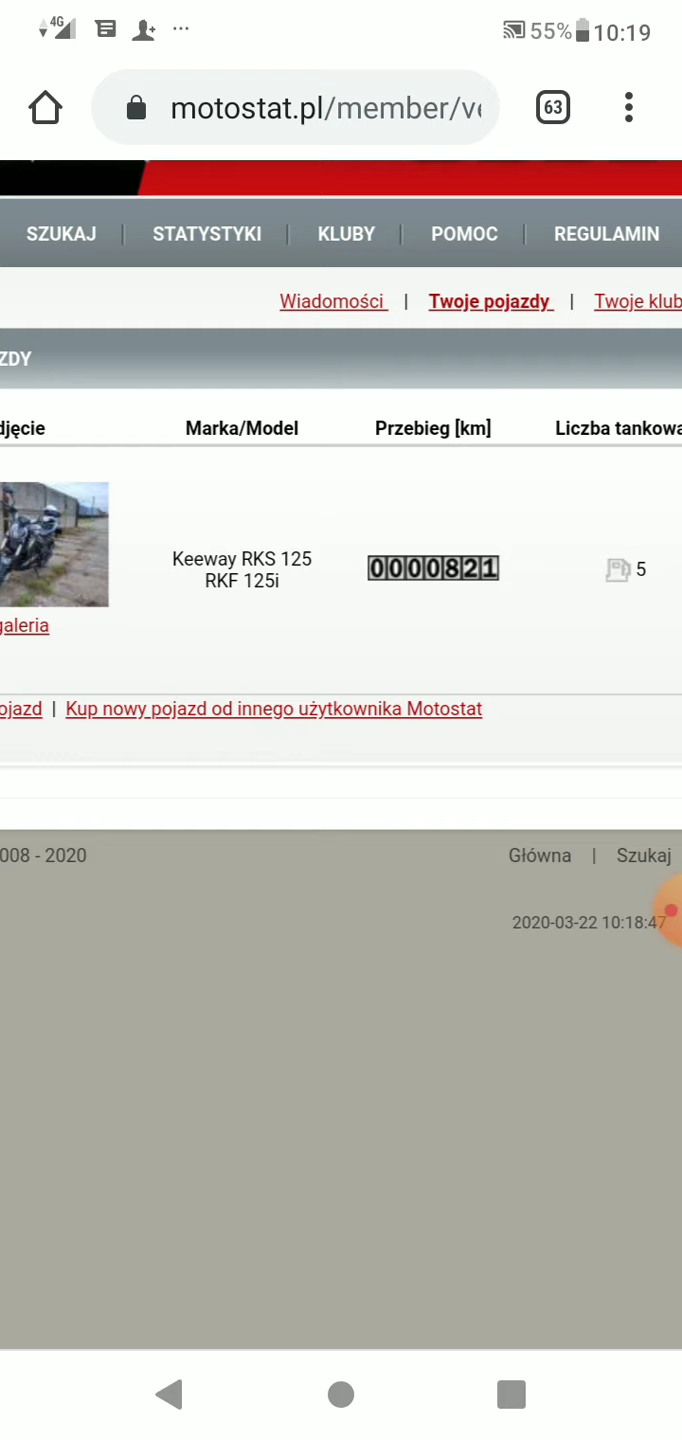 4G 55% 10:19
motostat.pl/member/ve 63
SZUKAJ | STATYSTYKI | KLUBY | POMOC | REGULAMIN
Wiadomości | Twoje pojazdy | Twoje klub
ZDY
djęcie Marka/Model Przebieg [km] Liczba tankowa
Keeway RKS 125
RKF 125i
0000821
5
galeria
ojazd | Kup nowy pojazd od innego użytkownika Motostat
008 - 2020 Główna | Szukaj
2020-03-22 10:18:47